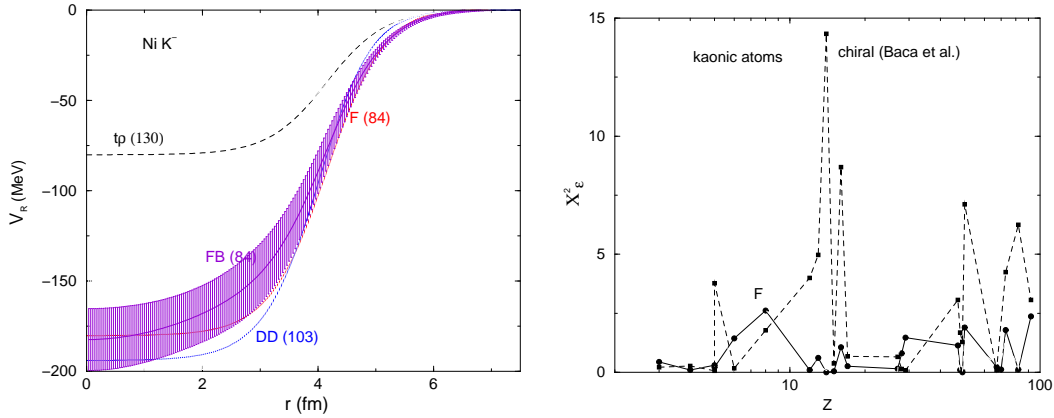 0
Ni K⁻
−50
F (84)
tρ (130)
V_R (MeV)
−100
FB (84)
−150
DD (103)
−200
0 2 4 6
r (fm)
15
kaonic atoms
chiral (Baca et al.)
10
X²ε
5
F
0
10 100
Z